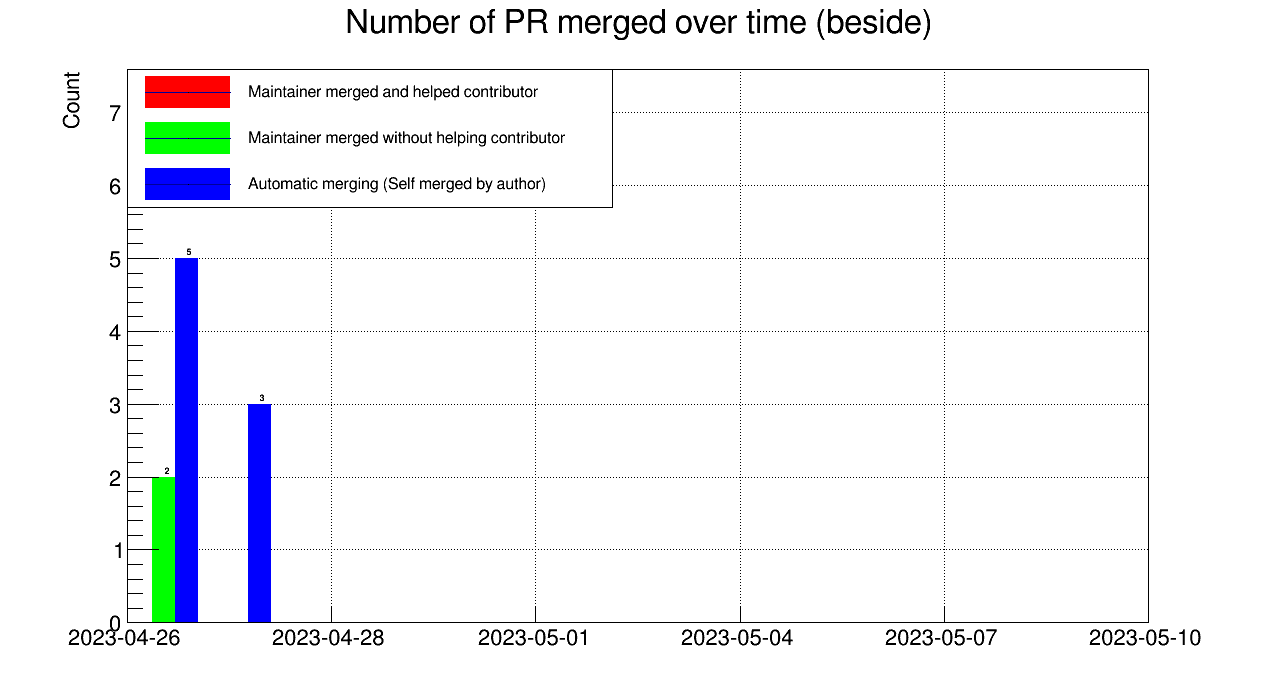 Number of PR merged over time (beside)
Count
Maintainer merged and helped contributor
Maintainer merged without helping contributor
Automatic merging (Self merged by author)
7
6
5
4
3
2
1
0
5
3
2
2023-04-26 2023-04-28 2023-05-01 2023-05-04 2023-05-07 2023-05-10